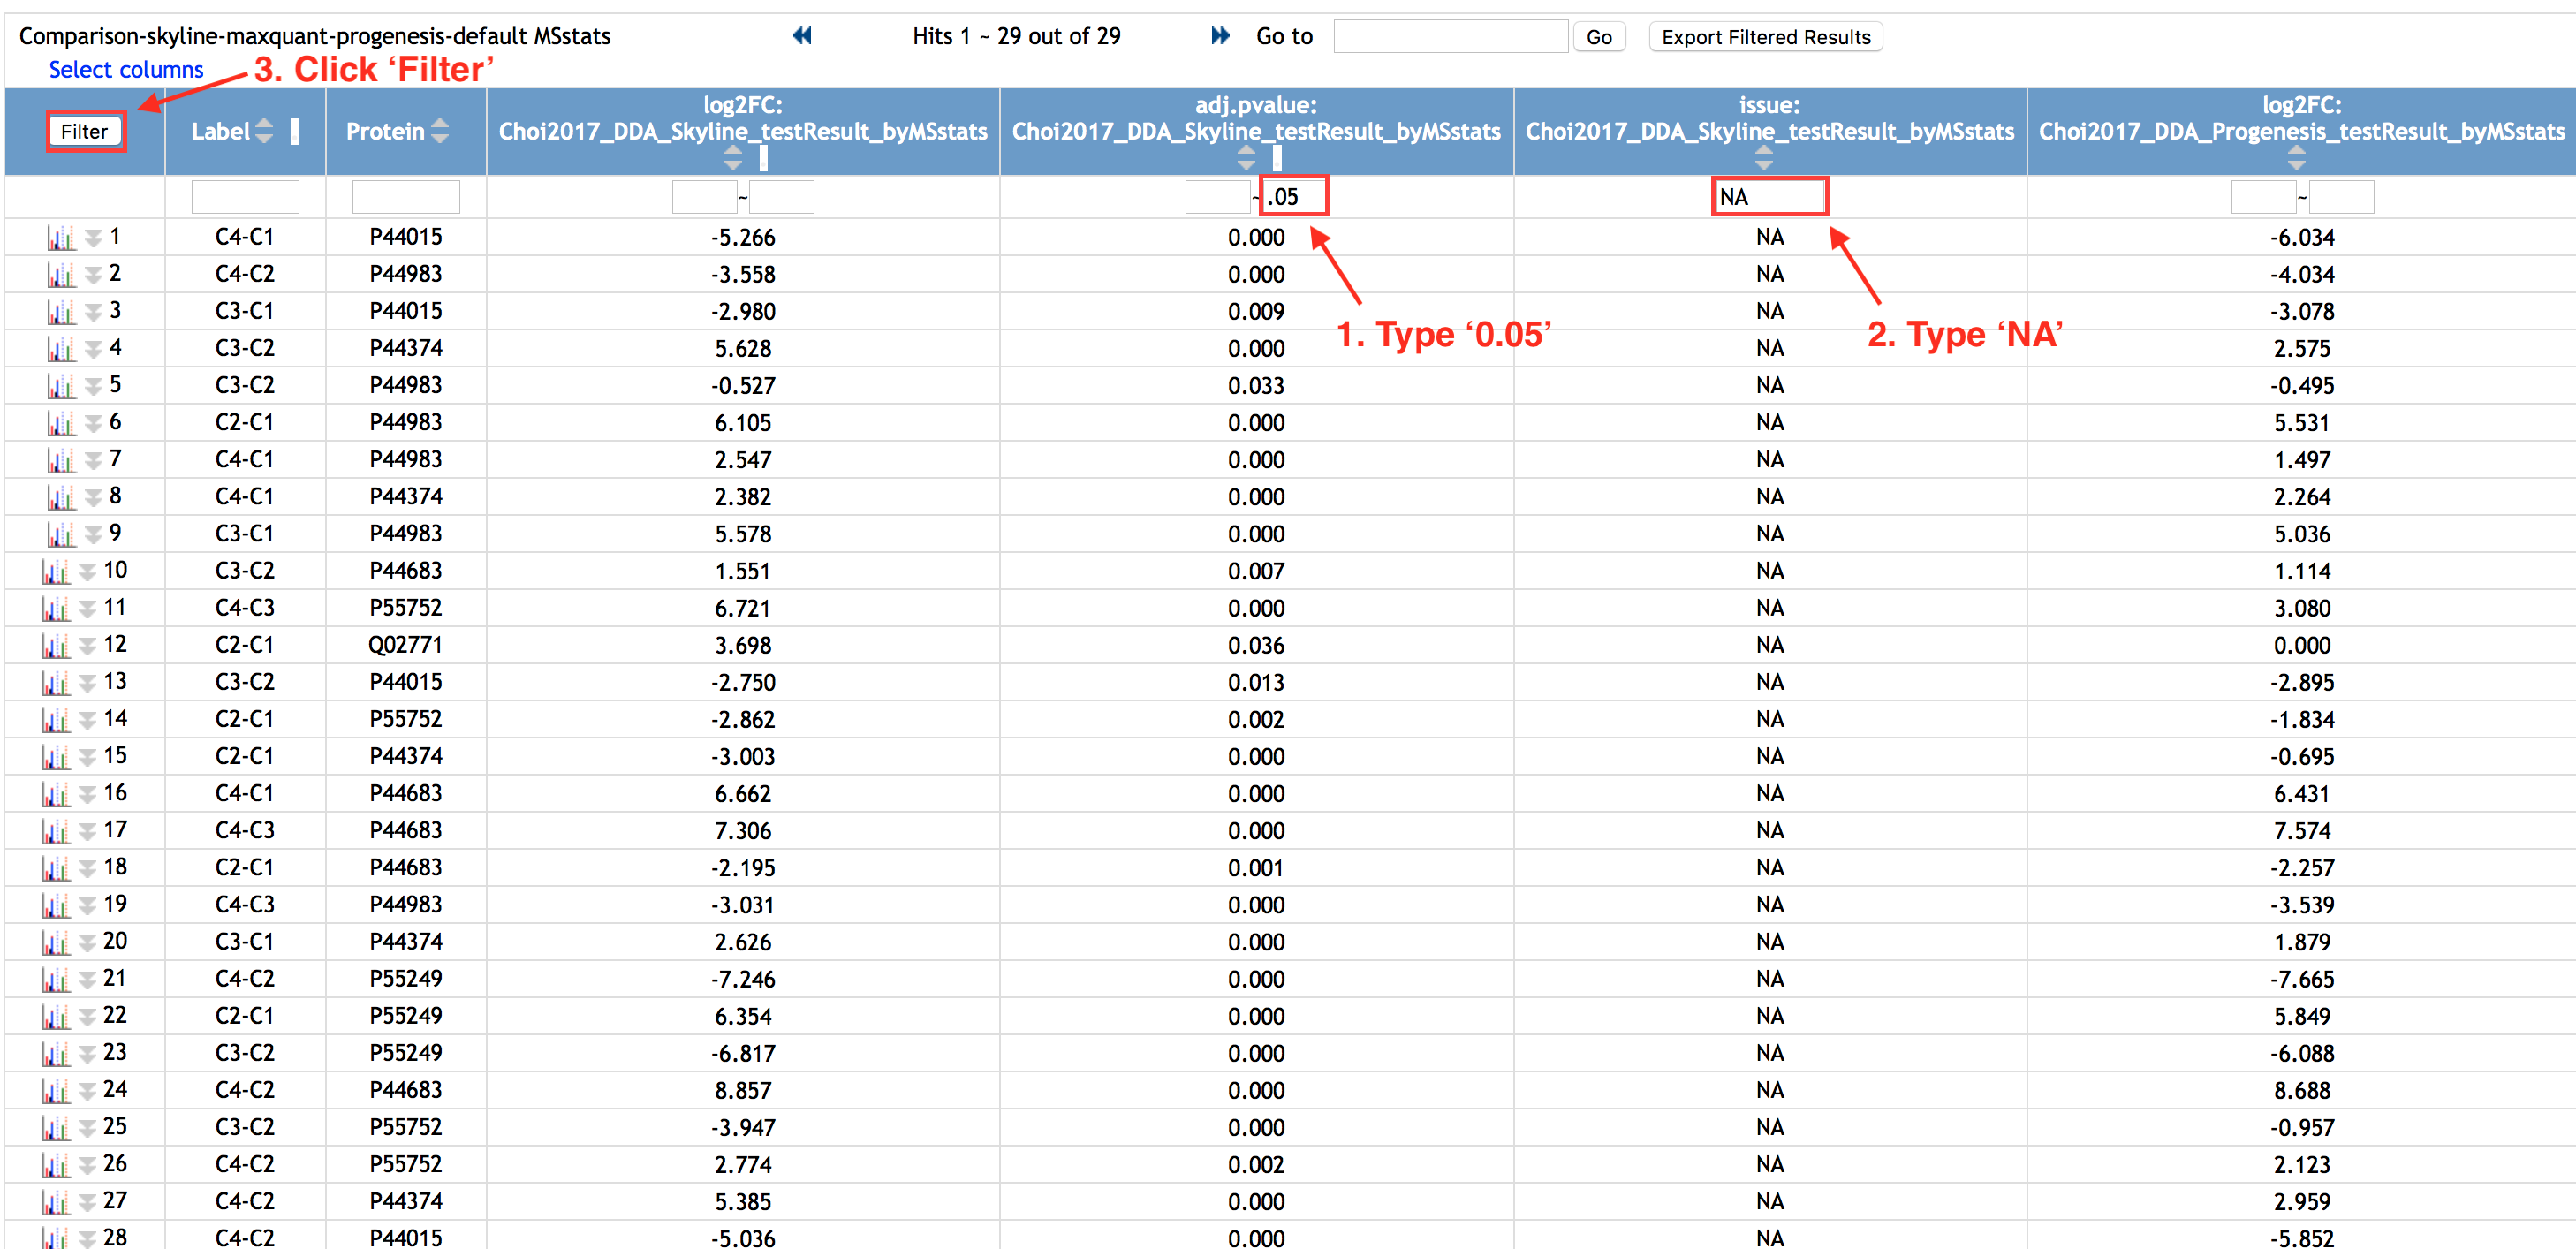 Comparison-skyline-maxquant-progenesis-default MSstats Hits 1 ~ 29 out of 29 Go to Go Export Filtered Results
Select columns 3. Click ‘Filter’
Filter Label Protein log2FC: Choi2017_DDA_Skyline_testResult_byMSstats adj.pvalue: Choi2017_DDA_Skyline_testResult_byMSstats issue: Choi2017_DDA_Skyline_testResult_byMSstats log2FC: Choi2017_DDA_Progenesis_testResult_byMSstats
~ ~ .05 NA ~
1 C4-C1 P44015 -5.266 0.000 NA -6.034
2 C4-C2 P44983 -3.558 0.000 NA -4.034
3 C3-C1 P44015 -2.980 0.009 NA -3.078
1. Type ‘0.05’ 2. Type ‘NA’
4 C3-C2 P44374 5.628 0.000 NA 2.575
5 C3-C2 P44983 -0.527 0.033 NA -0.495
6 C2-C1 P44983 6.105 0.000 NA 5.531
7 C4-C1 P44983 2.547 0.000 NA 1.497
8 C4-C1 P44374 2.382 0.000 NA 2.264
9 C3-C1 P44983 5.578 0.000 NA 5.036
10 C3-C2 P44683 1.551 0.007 NA 1.114
11 C4-C3 P55752 6.721 0.000 NA 3.080
12 C2-C1 Q02771 3.698 0.036 NA 0.000
13 C3-C2 P44015 -2.750 0.013 NA -2.895
14 C2-C1 P55752 -2.862 0.002 NA -1.834
15 C2-C1 P44374 -3.003 0.000 NA -0.695
16 C4-C1 P44683 6.662 0.000 NA 6.431
17 C4-C3 P44683 7.306 0.000 NA 7.574
18 C2-C1 P44683 -2.195 0.001 NA -2.257
19 C4-C3 P44983 -3.031 0.000 NA -3.539
20 C3-C1 P44374 2.626 0.000 NA 1.879
21 C4-C2 P55249 -7.246 0.000 NA -7.665
22 C2-C1 P55249 6.354 0.000 NA 5.849
23 C3-C2 P55249 -6.817 0.000 NA -6.088
24 C4-C2 P44683 8.857 0.000 NA 8.688
25 C3-C2 P55752 -3.947 0.000 NA -0.957
26 C4-C2 P55752 2.774 0.002 NA 2.123
27 C4-C2 P44374 5.385 0.000 NA 2.959
28 C4-C2 P44015 -5.036 0.000 NA -5.852